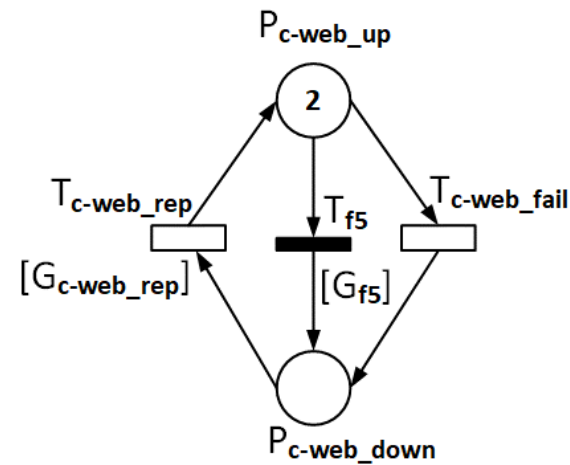 Pc-web_up
2
Tc-web_rep
Tf5
Tc-web_fail
[Gc-web_rep]
[Gf5]
Pc-web_down